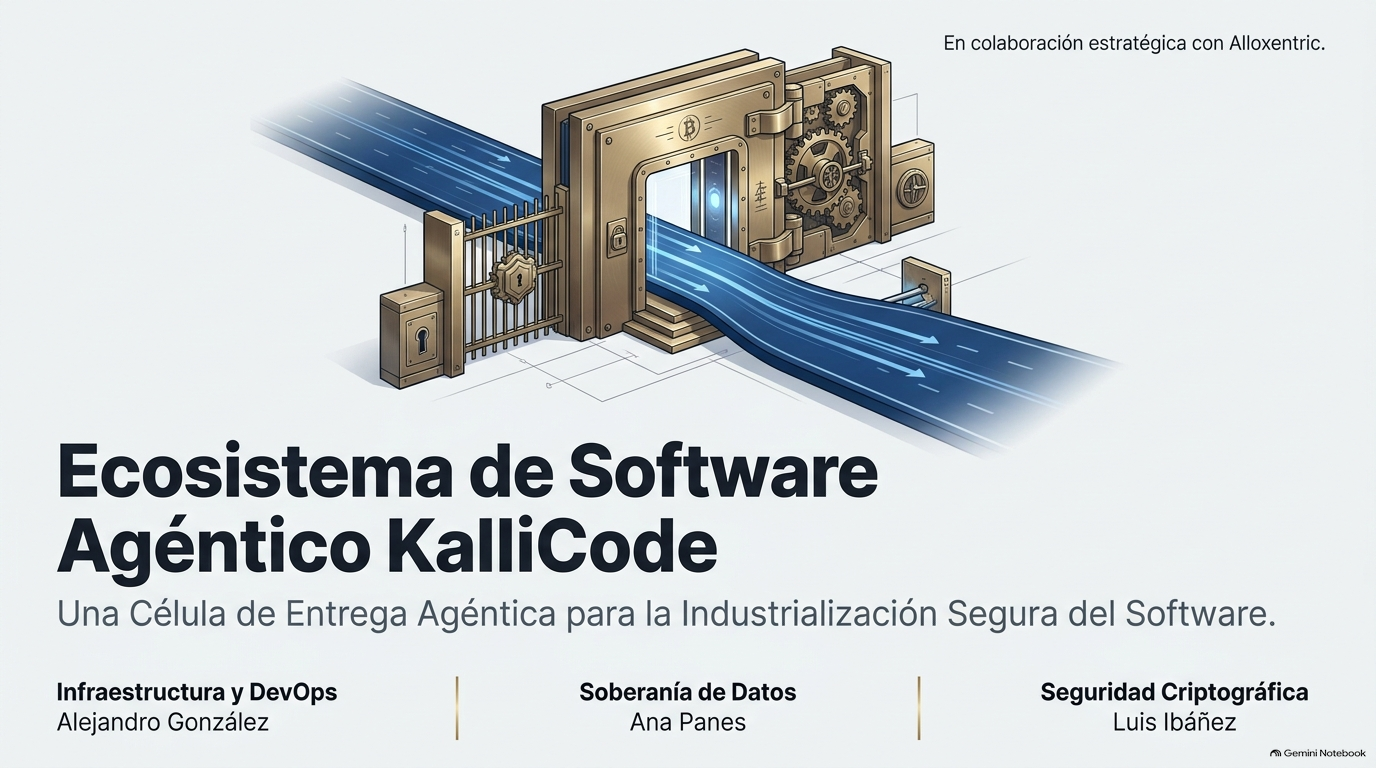 En colaboración estratégica con Alloxentric.
Ecosistema de Software
Agéntico KalliCode
Una Célula de Entrega Agéntica para la Industrialización Segura del Software.
Infraestructura y DevOps
Alejandro González
Soberanía de Datos
Ana Panes
Seguridad Criptográfica
Luis Ibáñez
Gemini Notebook